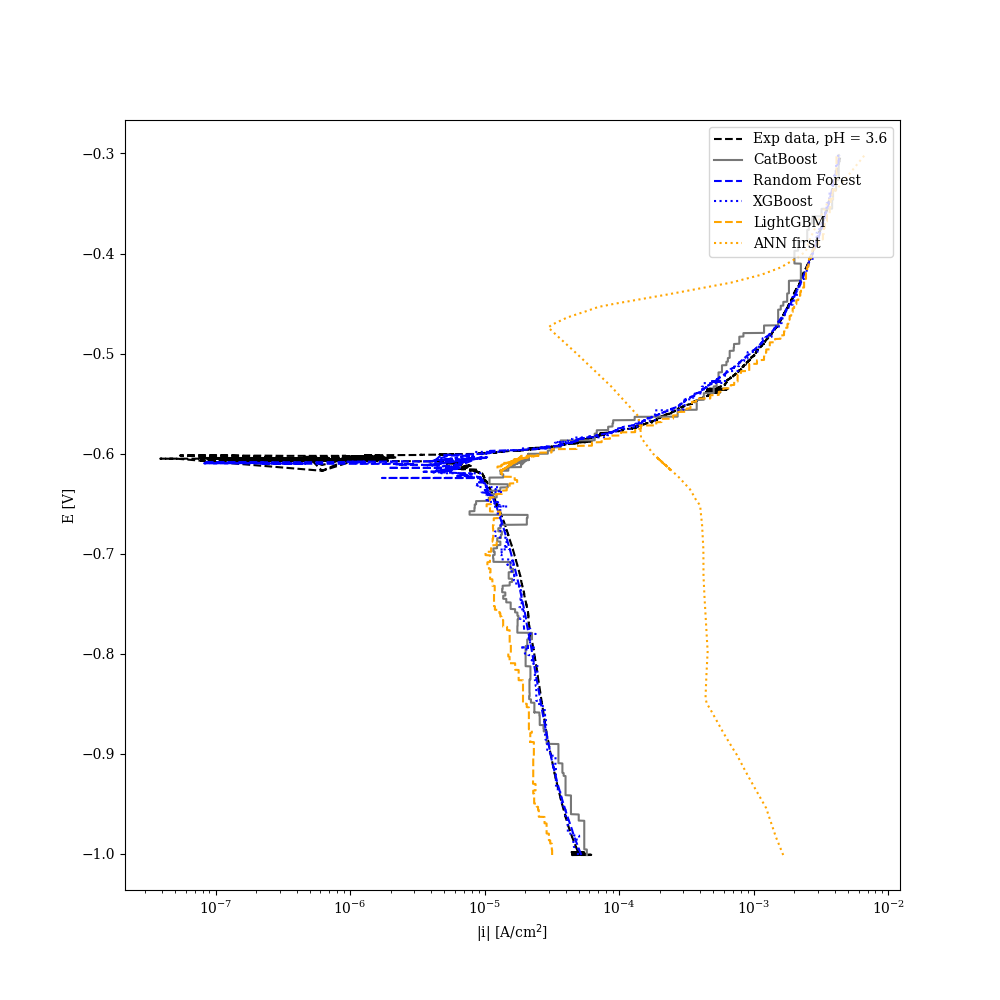 Exp data, pH = 3.6
CatBoost
Random Forest
XGBoost
LightGBM
ANN first
−0.3
−0.4
−0.5
−0.6
−0.7
−0.8
−0.9
−1.0
E [V]
10⁻⁷ 10⁻⁶ 10⁻⁵ 10⁻⁴ 10⁻³ 10⁻²
|i| [A/cm²]